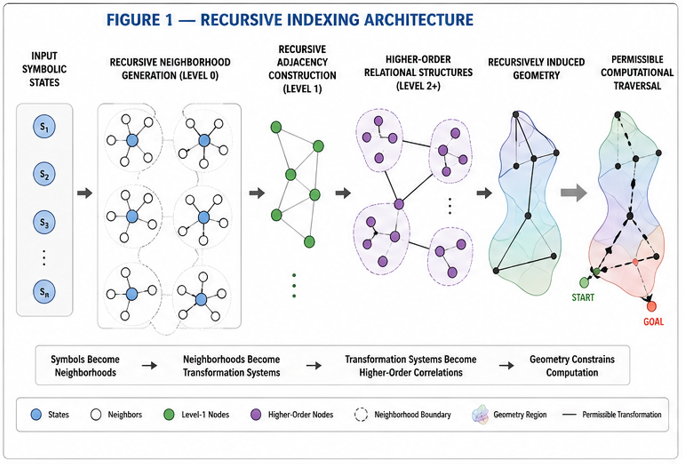 FIGURE 1 — RECURSIVE INDEXING ARCHITECTURE
INPUT
SYMBOLIC
STATES
RECURSIVE NEIGHBORHOOD
GENERATION (LEVEL 0)
RECURSIVE
ADJACENCY
CONSTRUCTION
(LEVEL 1)
HIGHER-ORDER
RELATIONAL STRUCTURES
(LEVEL 2+)
RECURSIVELY INDUCED
GEOMETRY
PERMISSIBLE
COMPUTATIONAL
TRAVERSAL
S1
S2
S3
Sn
START
GOAL
Symbols Become
Neighborhoods
Neighborhoods Become
Transformation Systems
Transformation Systems Become
Higher-Order Correlations
Geometry Constrains
Computation
States
Neighbors
Level-1 Nodes
Higher-Order Nodes
Neighborhood Boundary
Geometry Region
Permissible Transformation